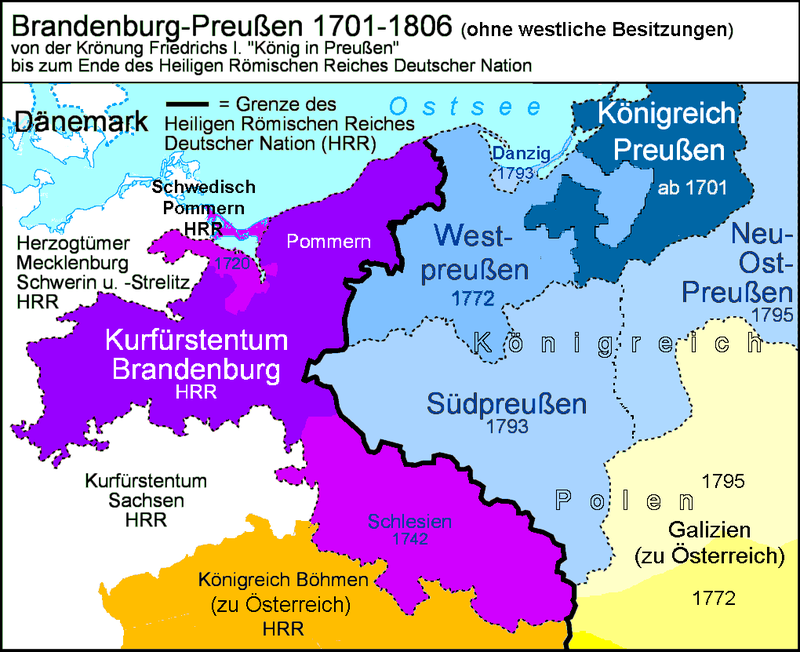 Brandenburg-Preußen 1701-1806 (ohne westliche Besitzungen)
von der Krönung Friedrichs I. "König in Preußen"
bis zum Ende des Heiligen Römischen Reiches Deutscher Nation
= Grenze des
Heiligen Römischen Reiches
Deutscher Nation (HRR)
Ostsee
Dänemark
Königreich
Preußen
ab 1701
Danzig
1793
Schwedisch
Pommern
HRR
Pommern
Herzogtümer
Mecklenburg
Schwerin u. -Strelitz
HRR
1720
West-
preußen
1772
Neu-
Ost-
Preußen
1795
Königreich
Kurfürstentum
Brandenburg
HRR
Südpreußen
1793
Kurfürstentum
Sachsen
HRR
Polen
1795
Galizien
(zu Österreich)
1772
Schlesien
1742
Königreich Böhmen
(zu Österreich)
HRR